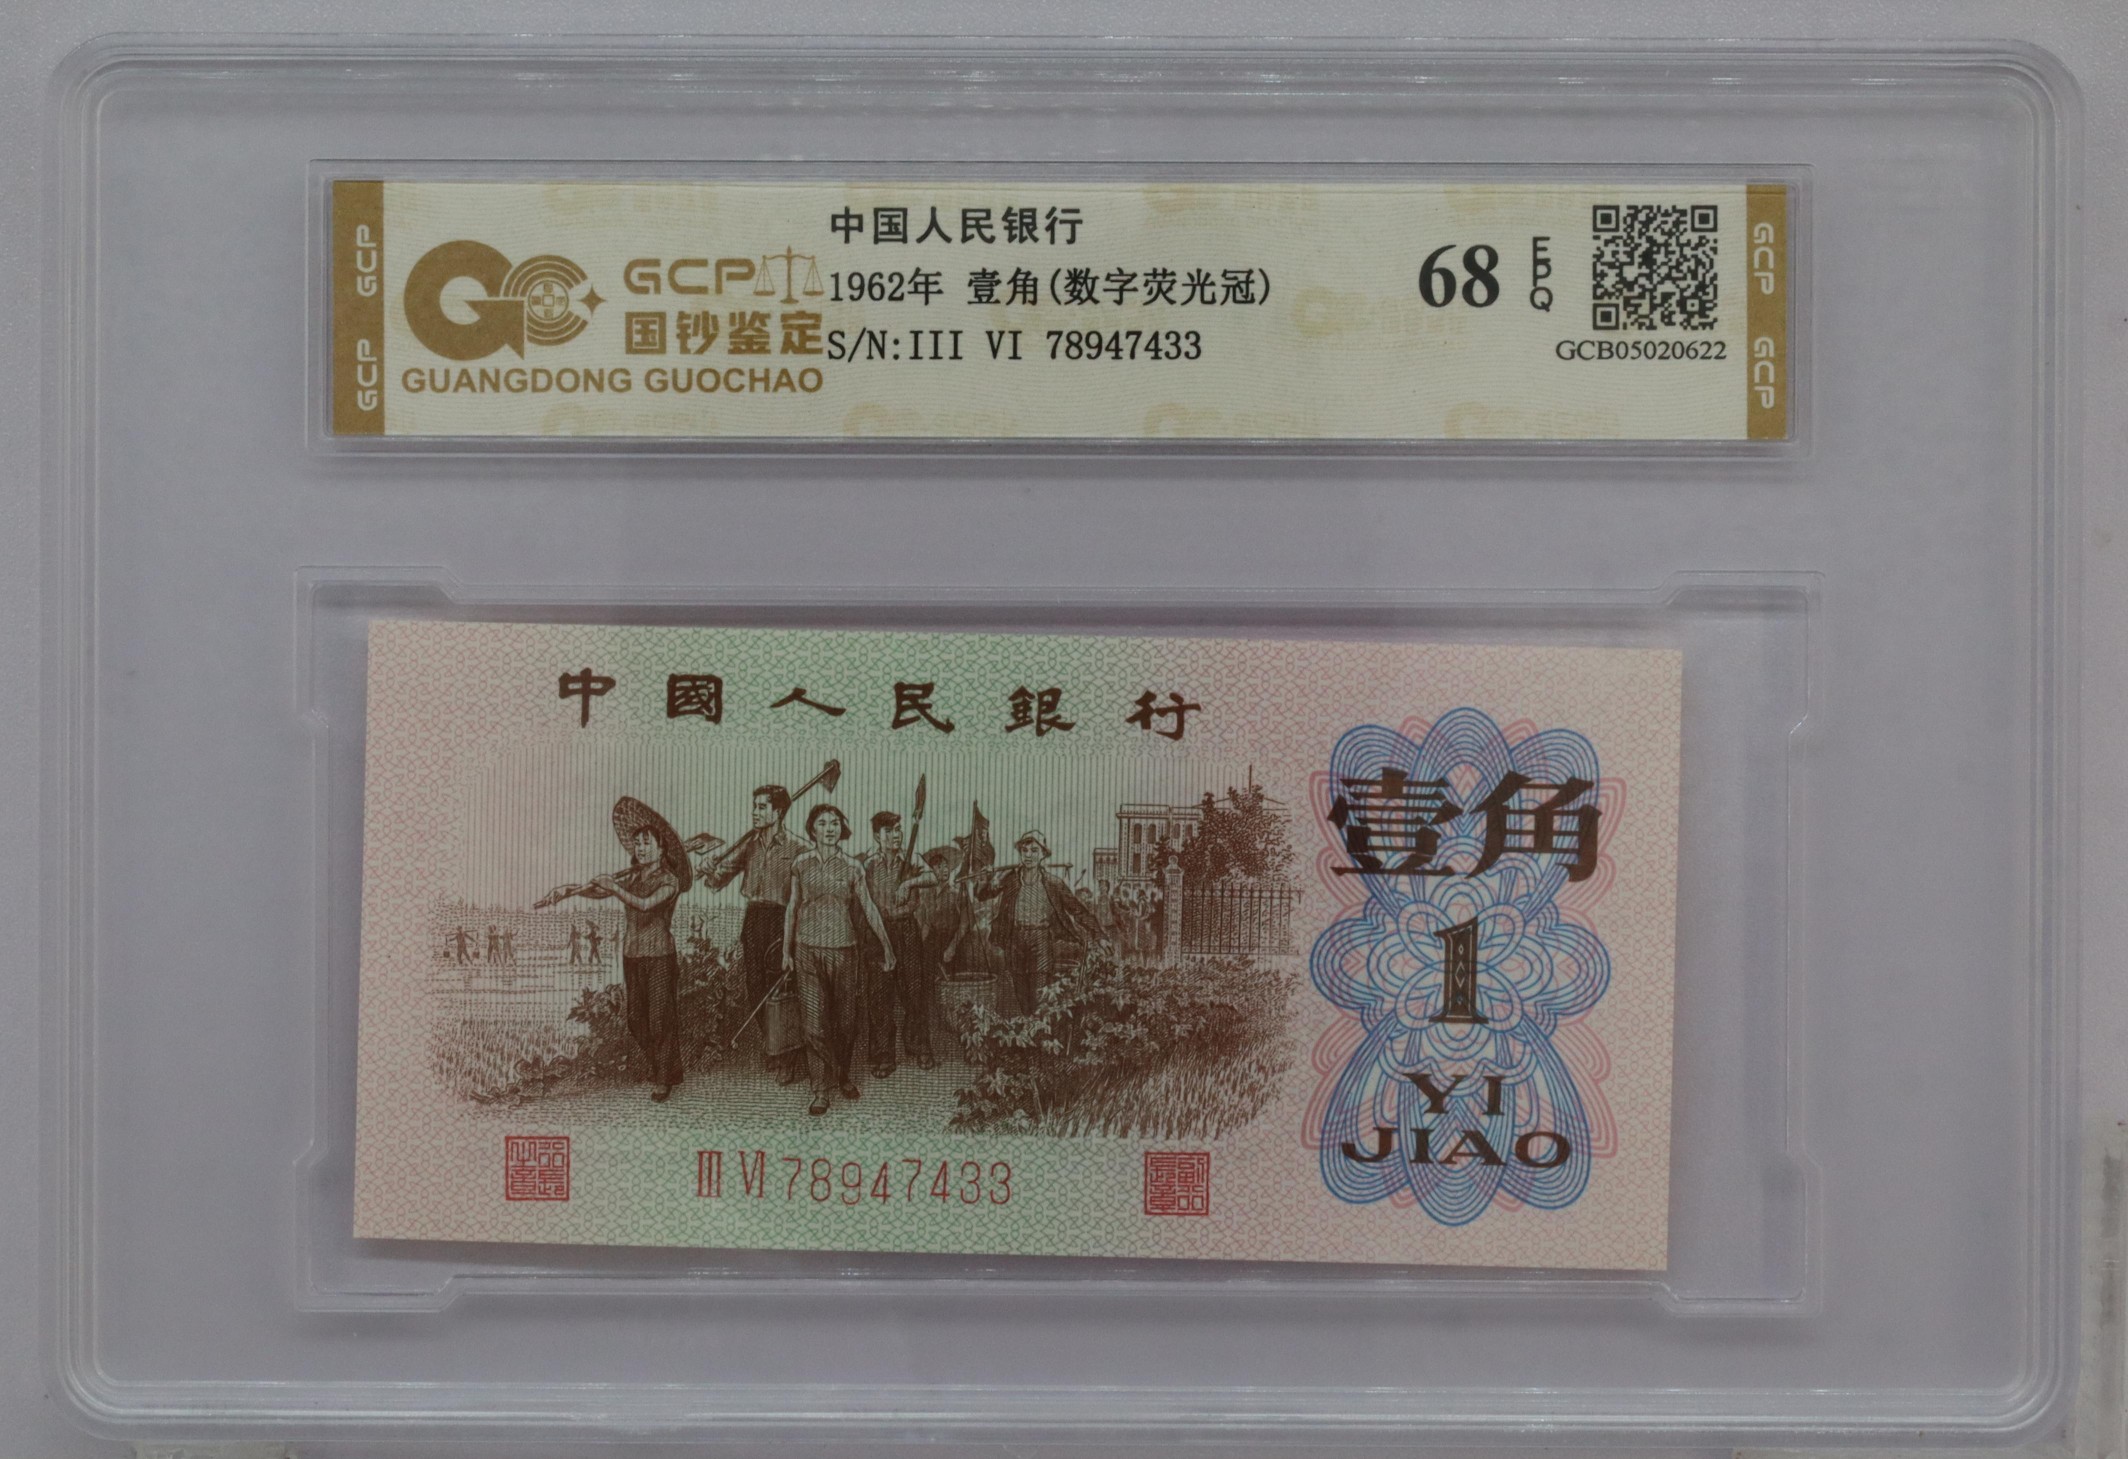 GCP
GCP
GCP
国钞鉴定
GUANGDONG GUOCHAO
中国人民银行
1962年 壹角(数字荧光冠)
S/N:III VI 78947433
68
EPQ
GCB05020622
GCP
GCP
中國人民銀行
壹角
1
YI
JIAO
III VI 78947433